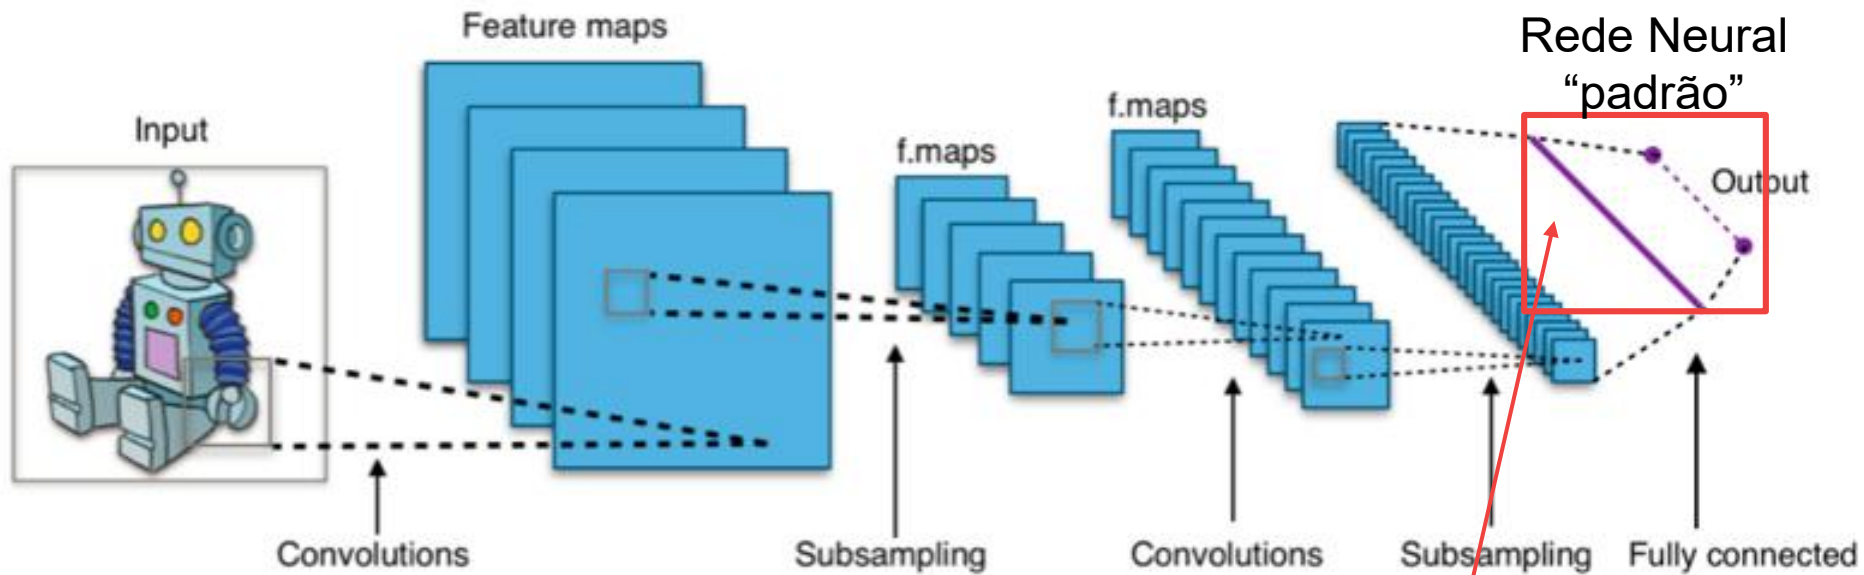 Feature maps
Rede Neural
“padrão”
Input
f.maps
f.maps
Output
Convolutions
Subsampling
Convolutions
Subsampling
Fully connected